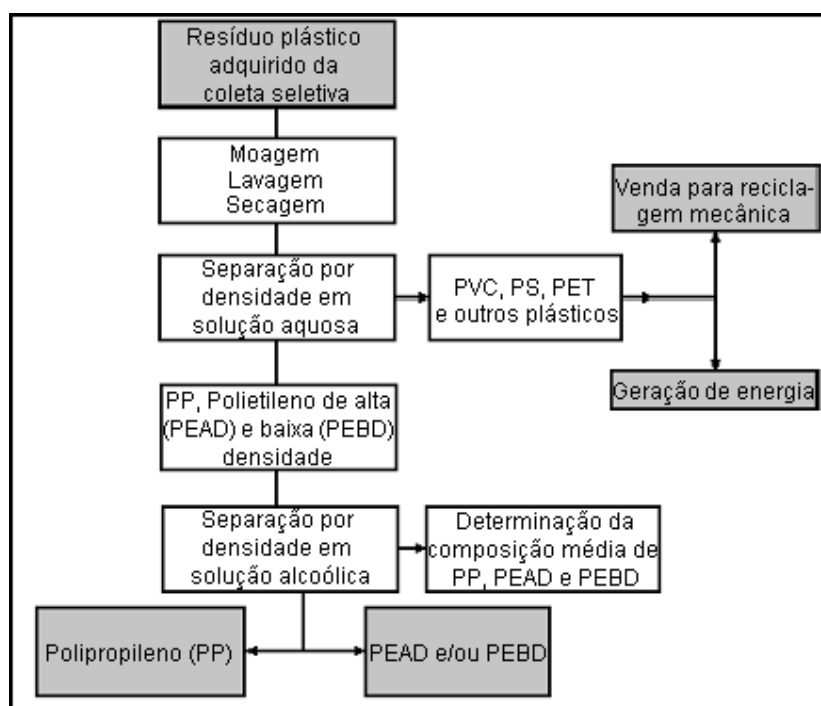 Resíduo plástico
adquirido da
coleta seletiva
Moagem
Lavagem
Secagem
Venda para recicla-
gem mecânica
Separação por
densidade em
solução aquosa
PVC, PS, PET
e outros plásticos
Geração de energia
PP, Polietileno de alta
(PEAD) e baixa (PEBD)
densidade
Separação por
densidade em
solução alcoólica
Determinação da
composição média de
PP, PEAD e PEBD
Polipropileno (PP)
PEAD e/ou PEBD